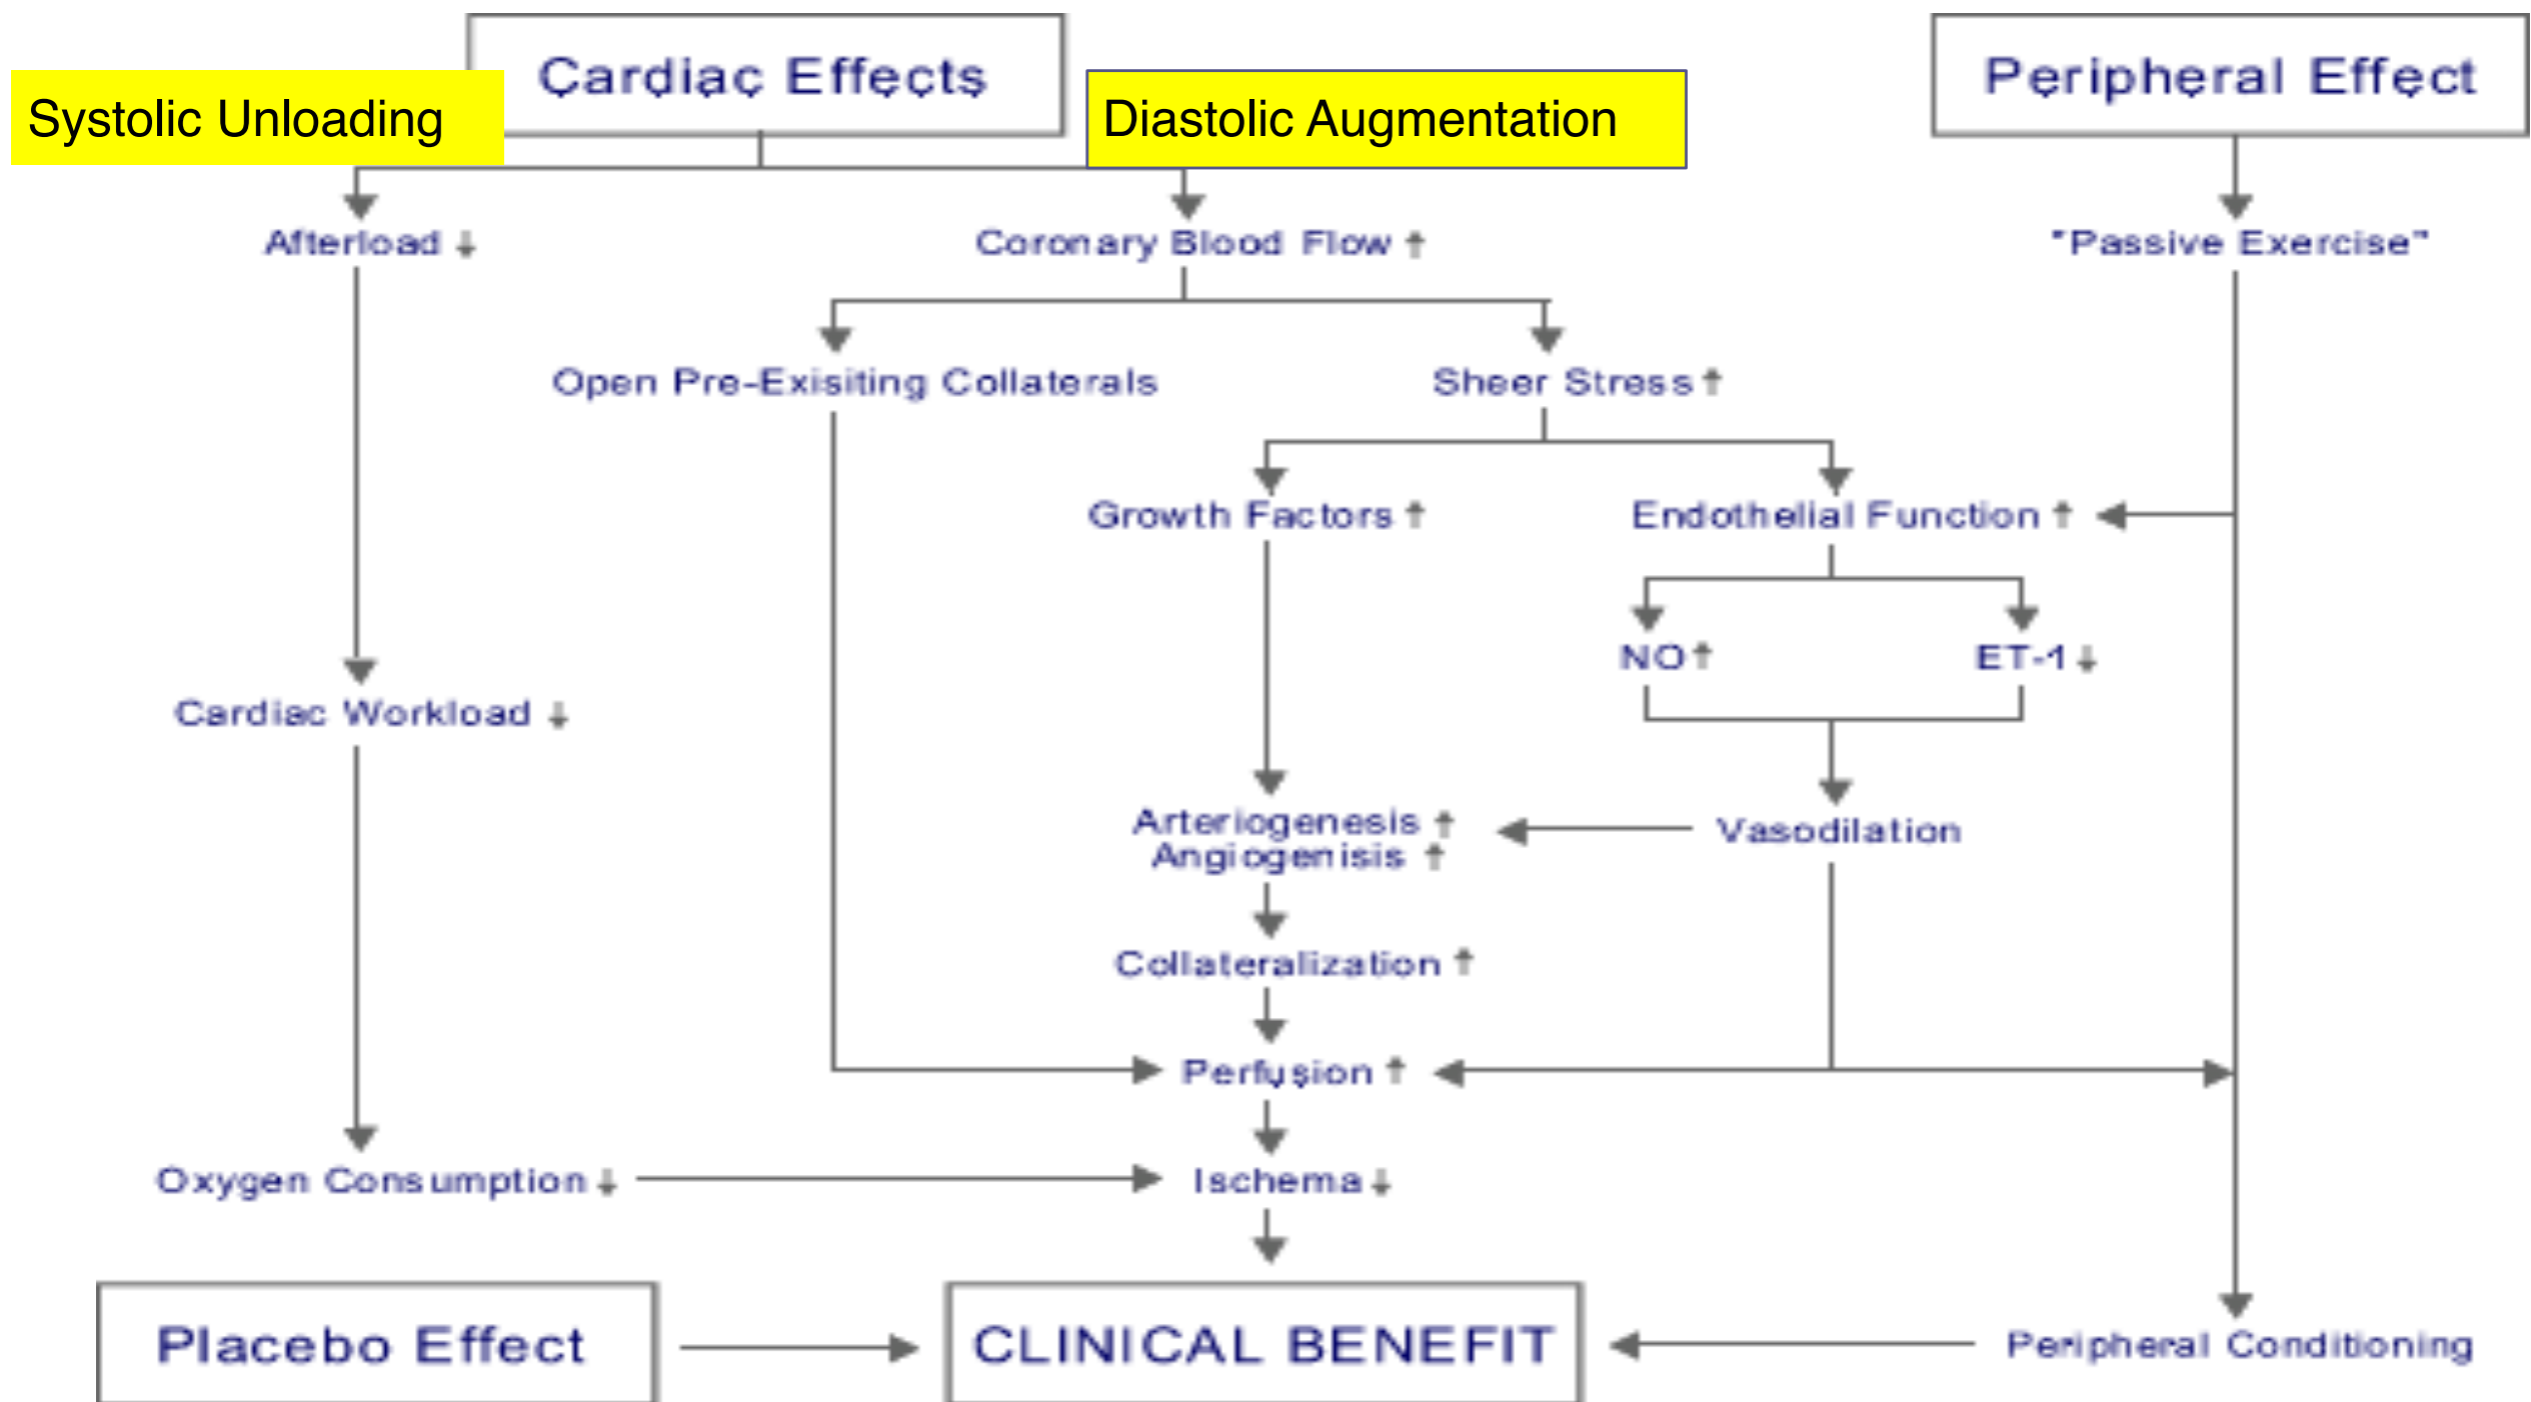 Cardiac Effects
Peripheral Effect
Systolic Unloading
Diastolic Augmentation
Afterload ↓
Coronary Blood Flow ↑
"Passive Exercise"
Open Pre-Exisiting Collaterals
Sheer Stress ↑
Growth Factors ↑
Endothelial Function ↑
NO ↑
ET-1 ↓
Cardiac Workload ↓
Arteriogenesis ↑
Angiogenisis ↑
Vasodilation
Collateralization ↑
Perfusion ↑
Oxygen Consumption ↓
Ischema ↓
Placebo Effect
CLINICAL BENEFIT
Peripheral Conditioning